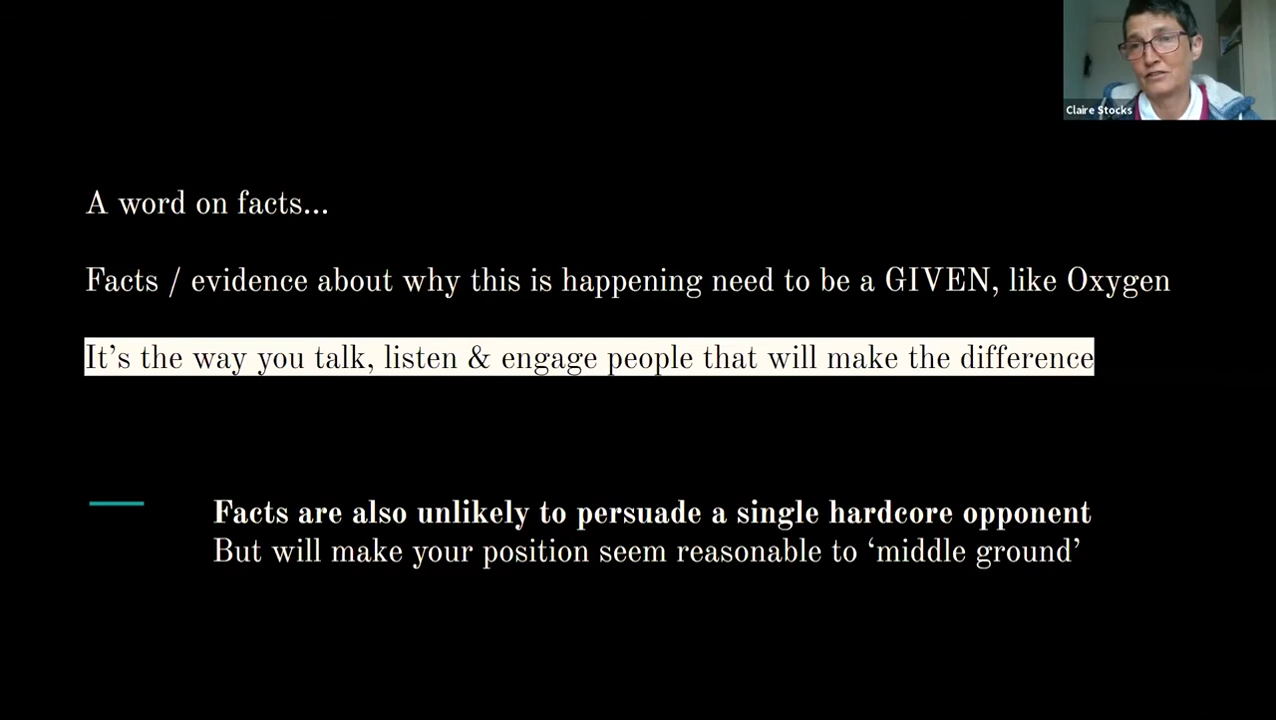 Claire Stocks
A word on facts...
Facts / evidence about why this is happening need to be a GIVEN, like Oxygen
It’s the way you talk, listen & engage people that will make the difference
Facts are also unlikely to persuade a single hardcore opponent
But will make your position seem reasonable to ‘middle ground’